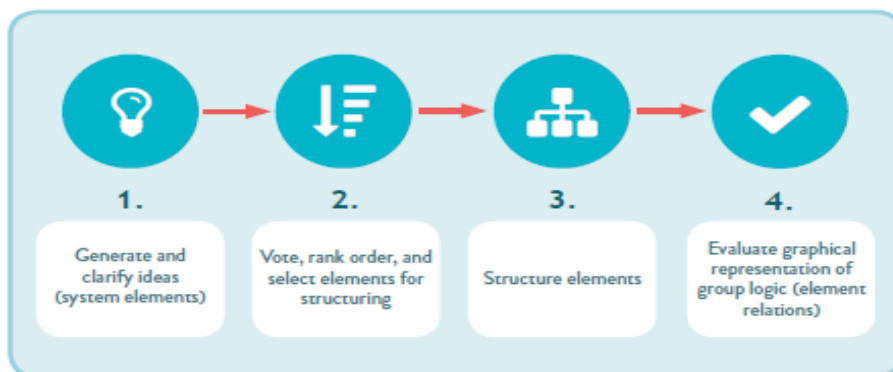 1.
Generate and
clarify ideas
(system elements)
2.
Vote, rank order, and
select elements for
structuring
3.
Structure elements
4.
Evaluate graphical
representation of
group logic (element
relations)